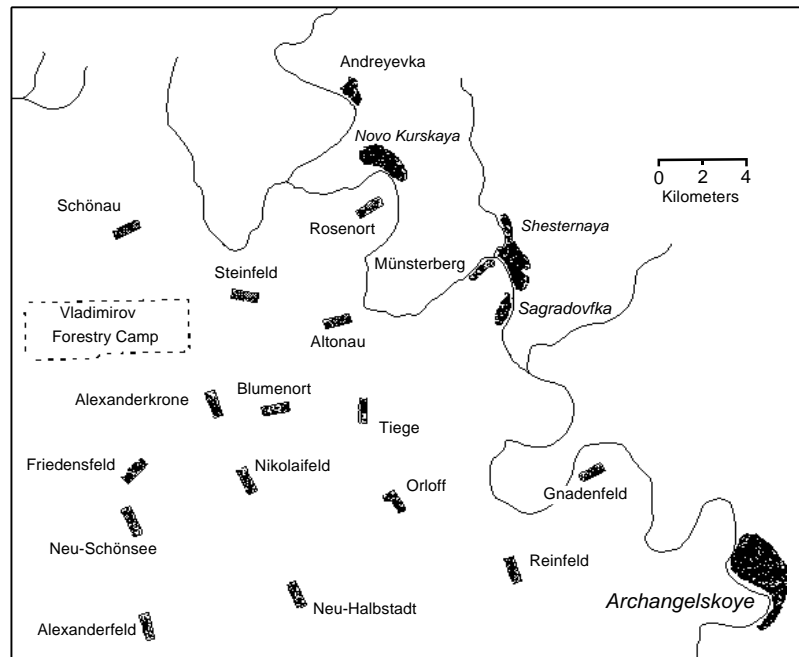 Andreyevka
Novo Kurskaya
0 2 4
Kilometers
Schönau
Rosenort
Shesternaya
Münsterberg
Steinfeld
Sagradovfka
Vladimirov
Forestry Camp
Altonau
Blumenort
Alexanderkrone
Tiege
Friedensfeld
Nikolaifeld
Orloff
Gnadenfeld
Neu-Schönsee
Reinfeld
Archangelskoye
Neu-Halbstadt
Alexanderfeld